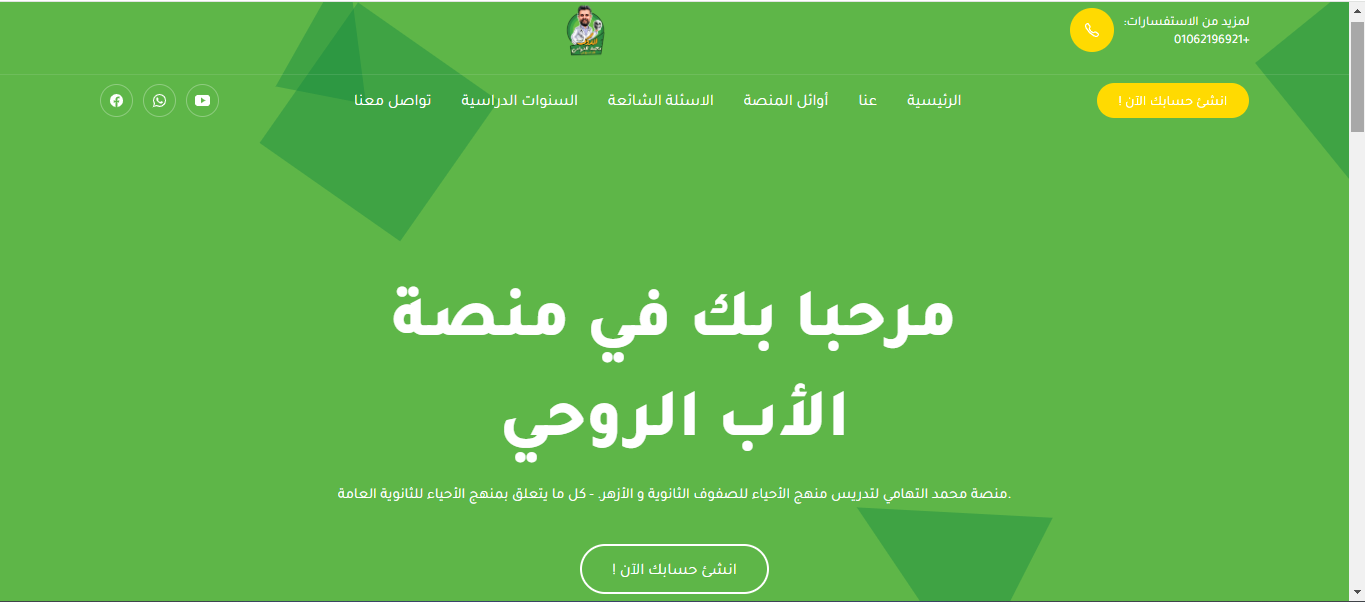 لمزيد من الاستفسارات:
+01062196921
انشئ حسابك الآن !
الرئيسية
عنا
أوائل المنصة
الاسئلة الشائعة
السنوات الدراسية
تواصل معنا
مرحبا بك في منصة
الأب الروحي
.منصة محمد التهامي لتدريس منهج الأحياء للصفوف الثانوية و الأزهر. - كل ما يتعلق بمنهج الأحياء للثانوية العامة
انشئ حسابك الآن !